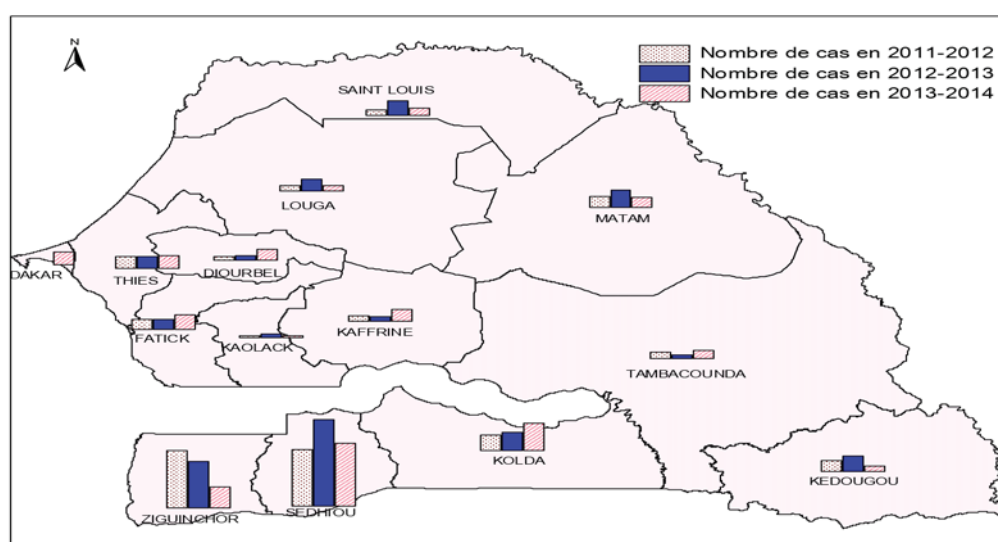 N
Nombre de cas en 2011-2012
Nombre de cas en 2012-2013
Nombre de cas en 2013-2014
SAINT LOUIS
LOUGA
MATAM
DAKAR
THIES
DIOURBEL
FATICK
KAOLACK
KAFFRINE
TAMBACOUNDA
ZIGUINCHOR
SEDHIOU
KOLDA
KEDOUGOU